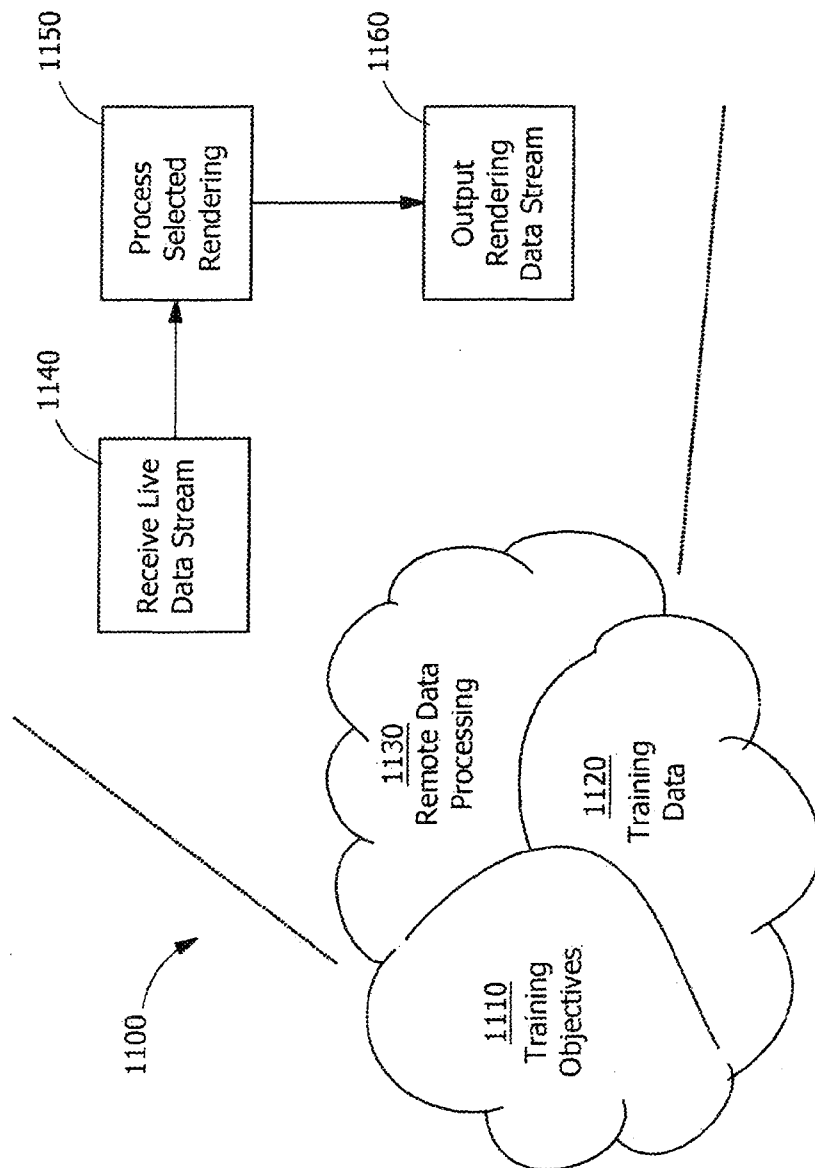 1100
1140
Receive Live
Data Stream
1150
Process
Selected
Rendering
1160
Output
Rendering
Data Stream
1130
Remote Data
Processing
1110
Training
Objectives
1120
Training
Data